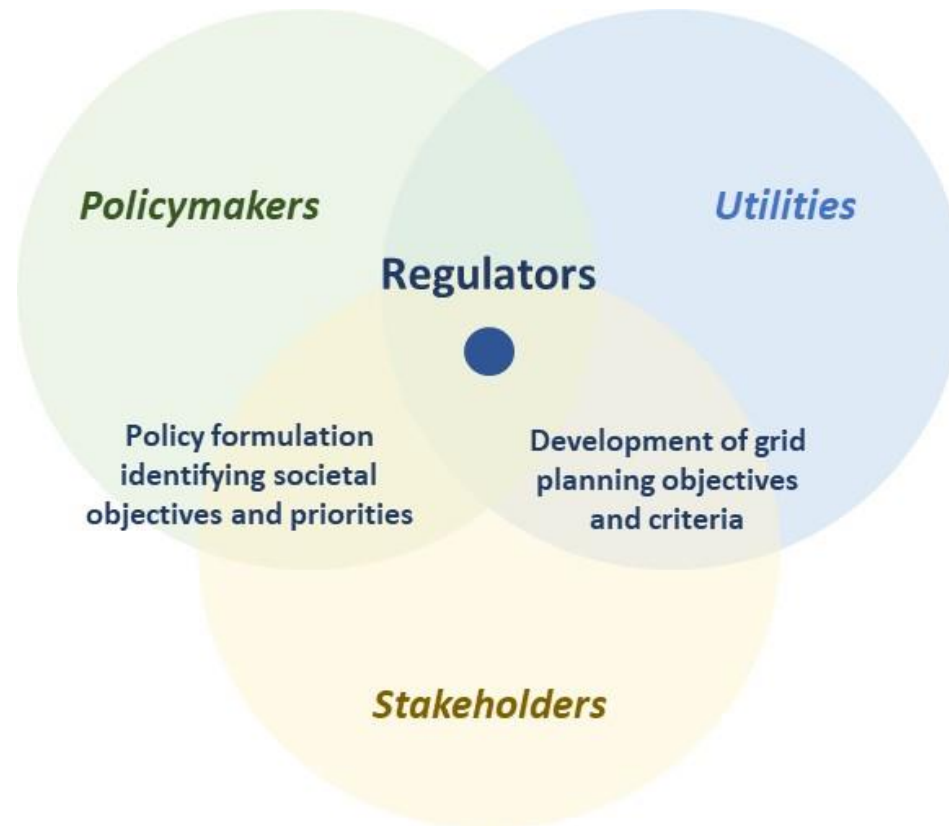 Policymakers
Utilities
Regulators
Policy formulation
identifying societal
objectives and priorities
Development of grid
planning objectives
and criteria
Stakeholders